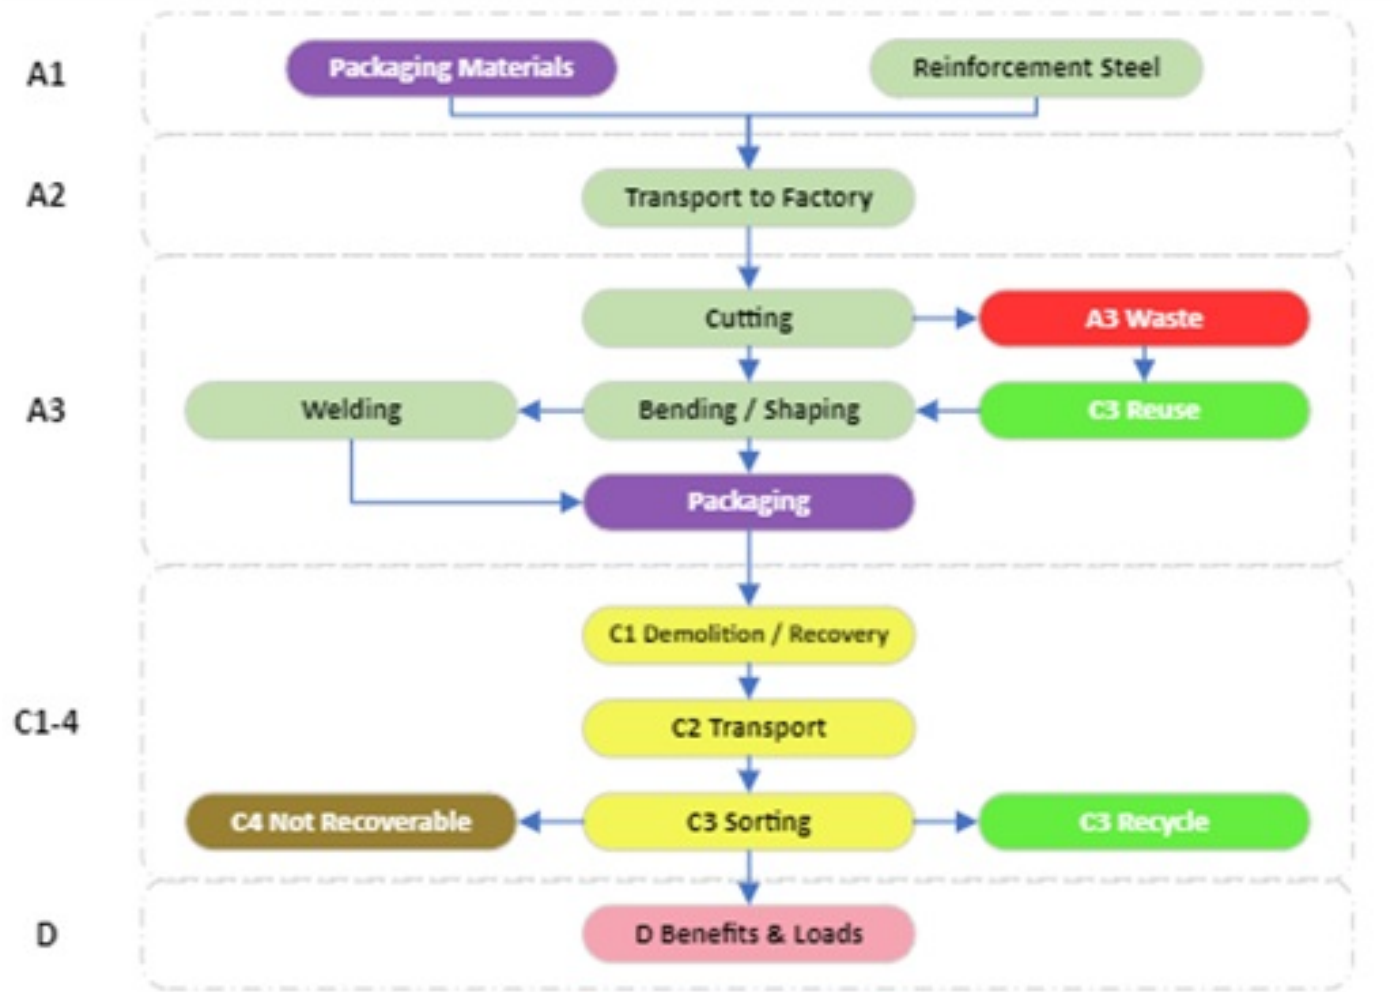 A1
Packaging Materials
Reinforcement Steel
A2
Transport to Factory
Cutting
A3 Waste
A3
Welding
Bending / Shaping
C3 Reuse
Packaging
C1 Demolition / Recovery
C1-4
C2 Transport
C4 Not Recoverable
C3 Sorting
C3 Recycle
D
D Benefits & Loads